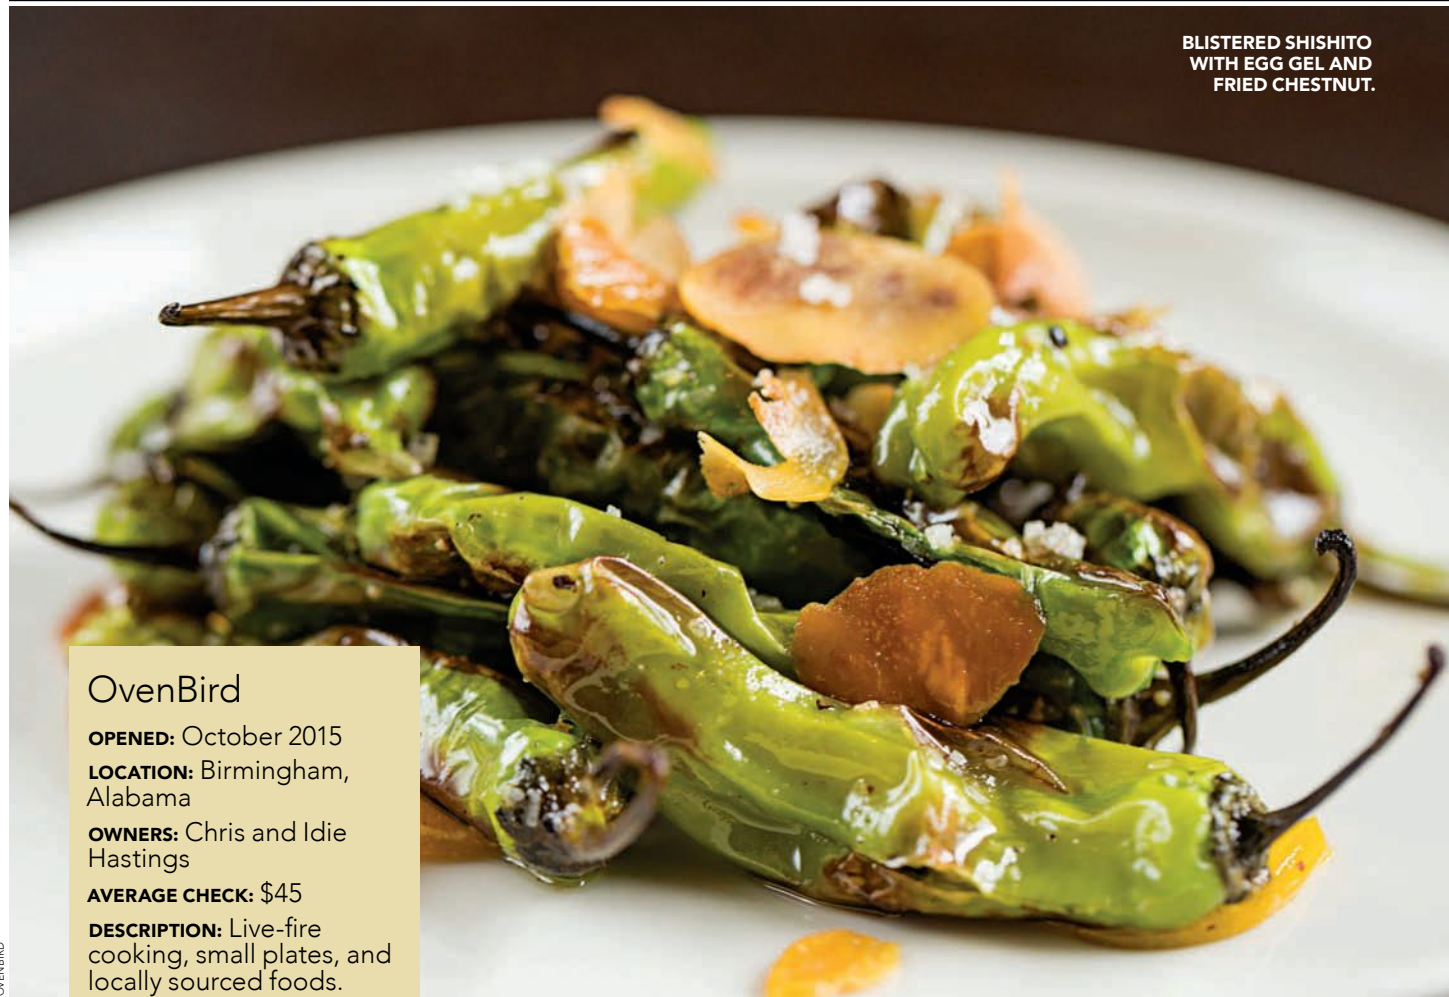 BLISTERED SHISHITO
WITH EGG GEL AND
FRIED CHESTNUT.
OvenBird
OPENED: October 2015
LOCATION: Birmingham,
Alabama
OWNERS: Chris and Idie
Hastings
AVERAGE CHECK: $45
DESCRIPTION: Live-fire
cooking, small plates, and
locally sourced foods.
OVENBIRD